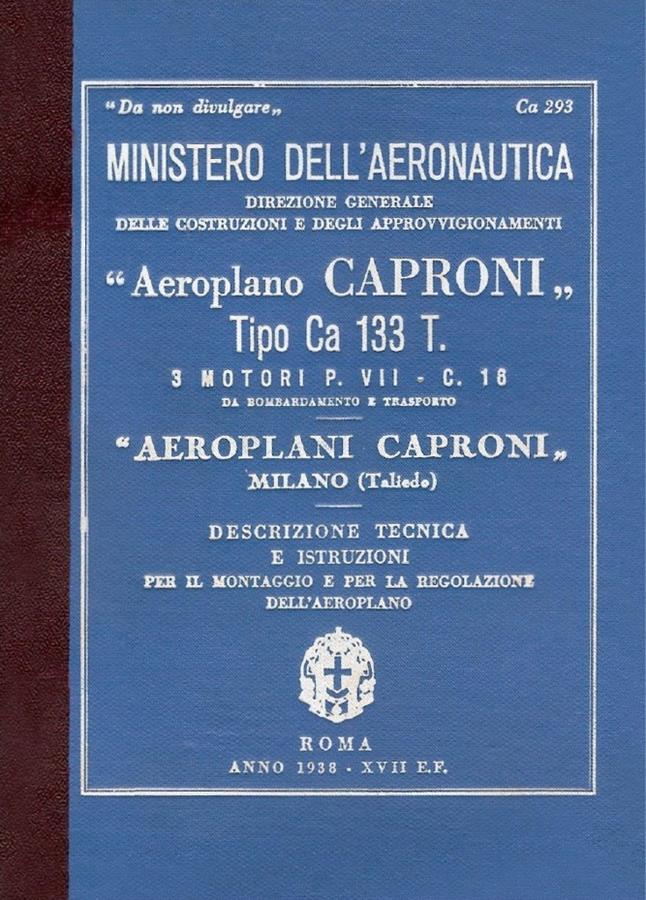 “Da non divulgare„ Ca 293
MINISTERO DELL'AERONAUTICA
DIREZIONE GENERALE
DELLE COSTRUZIONI E DEGLI APPROVVIGIONAMENTI
“Aeroplano CAPRONI„
Tipo Ca 133 T.
3 MOTORI P. VII - C. 16
DA BOMBARDAMENTO E TRASPORTO
“AEROPLANI CAPRONI„
MILANO (Taliedo)
DESCRIZIONE TECNICA
E ISTRUZIONI
PER IL MONTAGGIO E PER LA REGOLAZIONE
DELL'AEROPLANO
ROMA
ANNO 1938 - XVII E.F.